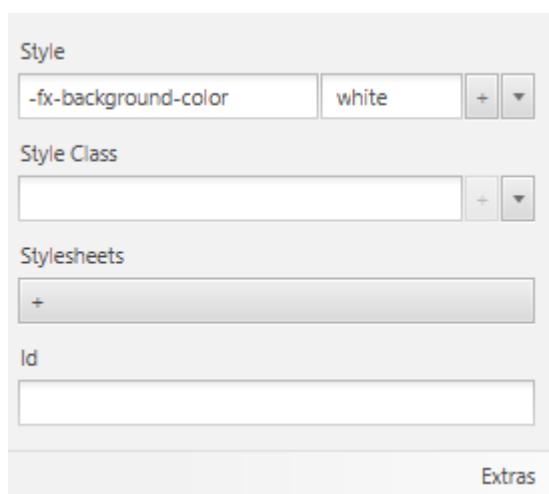 Style
-fx-background-color white +
Style Class
+
Stylesheets
+
Id
Extras